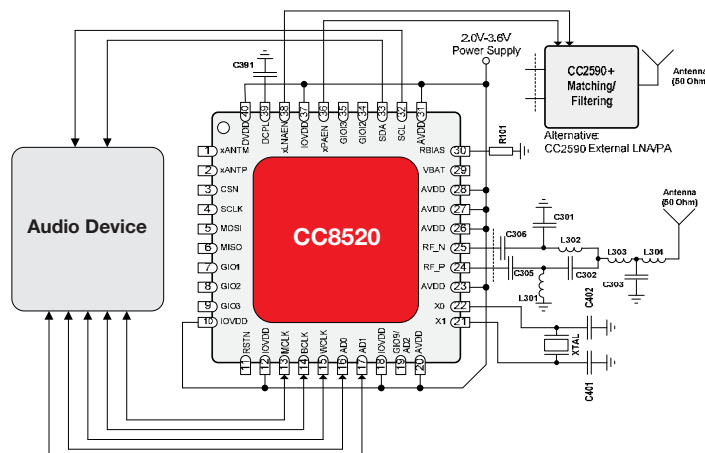 2.0V-3.6V
Power Supply
C391
CC2590+
Matching/
Filtering
Antenna
(50 Ohm)
Alternative:
CC2590 External LNA/PA
DVDD 40
DCPL 39
xLNAEN 38
IOVDD 37
xPAEN 36
GIO13 35
GIO12 34
SDA 33
SCL 32
AVDD 31
1 xANTM
2 xANTP
3 CSN
4 SCLK
5 MOSI
6 MISO
7 GIO1
8 GIO2
9 GIO3
10 IOVDD
Audio Device
CC8520
RBIAS 30
VBAT 29
AVDD 28
AVDD 27
AVDD 26
RF_N 25
RF_P 24
AVDD 23
X0 22
X1 21
R101
Antenna
(50 Ohm)
C301
C306
L302
L303
L304
C305
C302
C303
L301
C402
XTAL
C401
11 RSTN
12 IOVDD
13 MCLK
14 BCLK
15 WCLK
16 AD0
17 AD1
18 IOVDD
19 GIO9/
AD2
20 AVDD